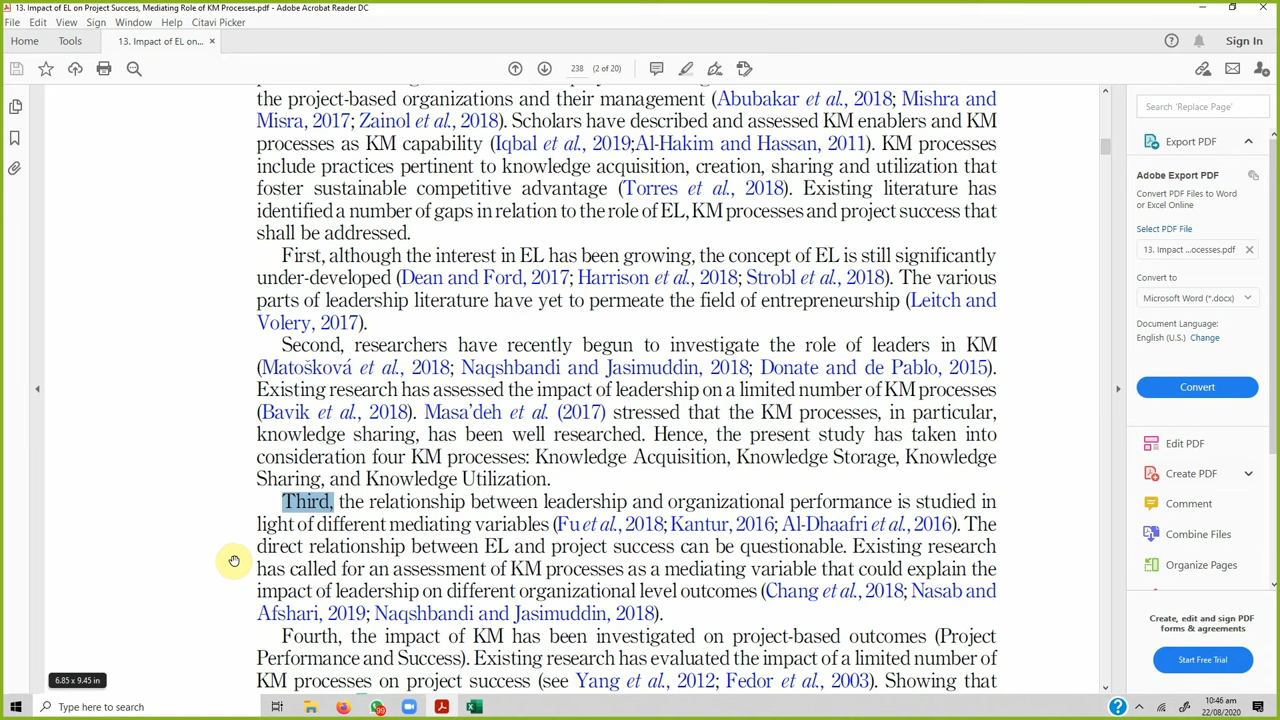 13. Impact of EL on Project Success, Mediating Role of KM Processes.pdf - Adobe Acrobat Reader DC
File Edit View Sign Window Help Citavi Picker
Home Tools 13. Impact of EL on... × Sign In
238 (2 of 20)
the project-based organizations and their management (Abubakar et al., 2018; Mishra and
Misra, 2017; Zainol et al., 2018). Scholars have described and assessed KM enablers and KM
processes as KM capability (Iqbal et al., 2019;Al-Hakim and Hassan, 2011). KM processes
include practices pertinent to knowledge acquisition, creation, sharing and utilization that
foster sustainable competitive advantage (Torres et al., 2018). Existing literature has
identified a number of gaps in relation to the role of EL, KM processes and project success that
shall be addressed.
First, although the interest in EL has been growing, the concept of EL is still significantly
under-developed (Dean and Ford, 2017; Harrison et al., 2018; Strobl et al., 2018). The various
parts of leadership literature have yet to permeate the field of entrepreneurship (Leitch and
Volery, 2017).
Second, researchers have recently begun to investigate the role of leaders in KM
(Matošková et al., 2018; Naqshbandi and Jasimuddin, 2018; Donate and de Pablo, 2015).
Existing research has assessed the impact of leadership on a limited number of KM processes
(Bavik et al., 2018). Masa'deh et al. (2017) stressed that the KM processes, in particular,
knowledge sharing, has been well researched. Hence, the present study has taken into
consideration four KM processes: Knowledge Acquisition, Knowledge Storage, Knowledge
Sharing, and Knowledge Utilization.
Third, the relationship between leadership and organizational performance is studied in
light of different mediating variables (Fu et al., 2018; Kantur, 2016; Al-Dhaafri et al., 2016). The
direct relationship between EL and project success can be questionable. Existing research
has called for an assessment of KM processes as a mediating variable that could explain the
impact of leadership on different organizational level outcomes (Chang et al., 2018; Nasab and
Afshari, 2019; Naqshbandi and Jasimuddin, 2018).
Fourth, the impact of KM has been investigated on project-based outcomes (Project
Performance and Success). Existing research has evaluated the impact of a limited number of
KM processes on project success (see Yang et al., 2012; Fedor et al., 2003). Showing that
6.85 x 9.45 in
Search 'Replace Page'
Export PDF
Adobe Export PDF
Convert PDF Files to Word
or Excel Online
Select PDF File
13. Impact ...ocesses.pdf ×
Convert to
Microsoft Word (*.docx)
Document Language:
English (U.S.) Change
Convert
Edit PDF
Create PDF
Comment
Combine Files
Organize Pages
Create, edit and sign PDF
forms & agreements
Start Free Trial
Type here to search
99
10:46 am
22/08/2020